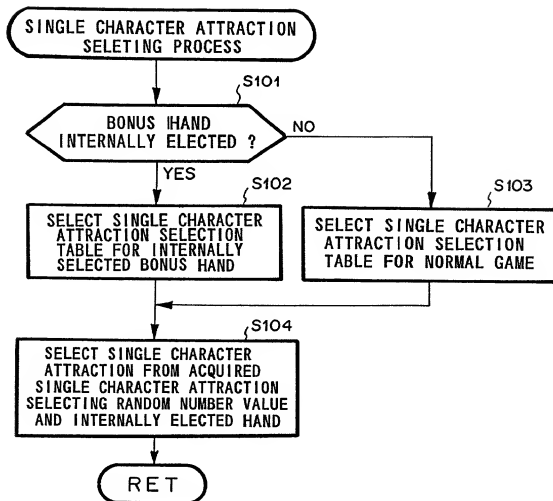 SINGLE CHARACTER ATTRACTION
SELETING PROCESS
S101
BONUS HAND
INTERNALLY ELECTED ?
NO
YES
S102
SELECT SINGLE CHARACTER
ATTRACTION SELECTION
TABLE FOR INTERNALLY
SELECTED BONUS HAND
S103
SELECT SINGLE CHARACTER
ATTRACTION SELECTION
TABLE FOR NORMAL GAME
S104
SELECT SINGLE CHARACTER
ATTRACTION FROM ACQUIRED
SINGLE CHARACTER ATTRACTION
SELECTING RANDOM NUMBER VALUE
AND INTERNALLY ELECTED HAND
RET